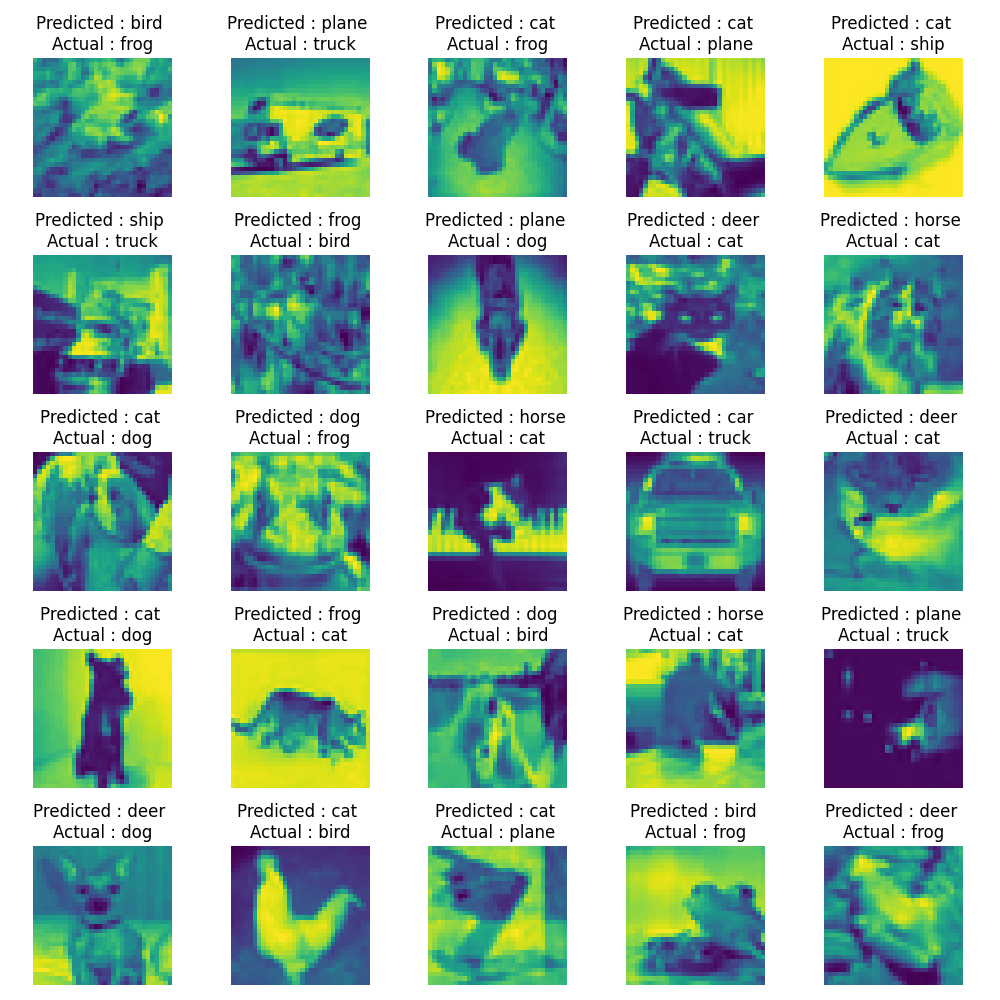 Predicted : bird
Actual : frog
Predicted : plane
Actual : truck
Predicted : cat
Actual : frog
Predicted : cat
Actual : plane
Predicted : cat
Actual : ship
Predicted : ship
Actual : truck
Predicted : frog
Actual : bird
Predicted : plane
Actual : dog
Predicted : deer
Actual : cat
Predicted : horse
Actual : cat
Predicted : cat
Actual : dog
Predicted : dog
Actual : frog
Predicted : horse
Actual : cat
Predicted : car
Actual : truck
Predicted : deer
Actual : cat
Predicted : cat
Actual : dog
Predicted : frog
Actual : cat
Predicted : dog
Actual : bird
Predicted : horse
Actual : cat
Predicted : plane
Actual : truck
Predicted : deer
Actual : dog
Predicted : cat
Actual : bird
Predicted : cat
Actual : plane
Predicted : bird
Actual : frog
Predicted : deer
Actual : frog